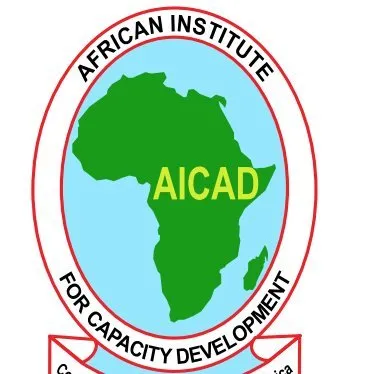 AFRICAN INSTITUTE
AICAD
FOR CAPACITY DEVELOPMENT